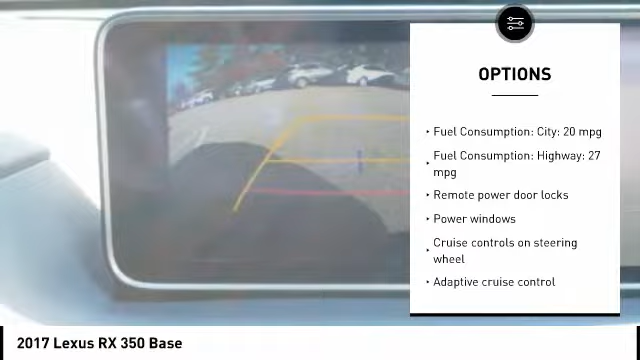 OPTIONS
• Fuel Consumption: City: 20 mpg
• Fuel Consumption: Highway: 27
mpg
• Remote power door locks
• Power windows
• Cruise controls on steering
wheel
• Adaptive cruise control
2017 Lexus RX 350 Base